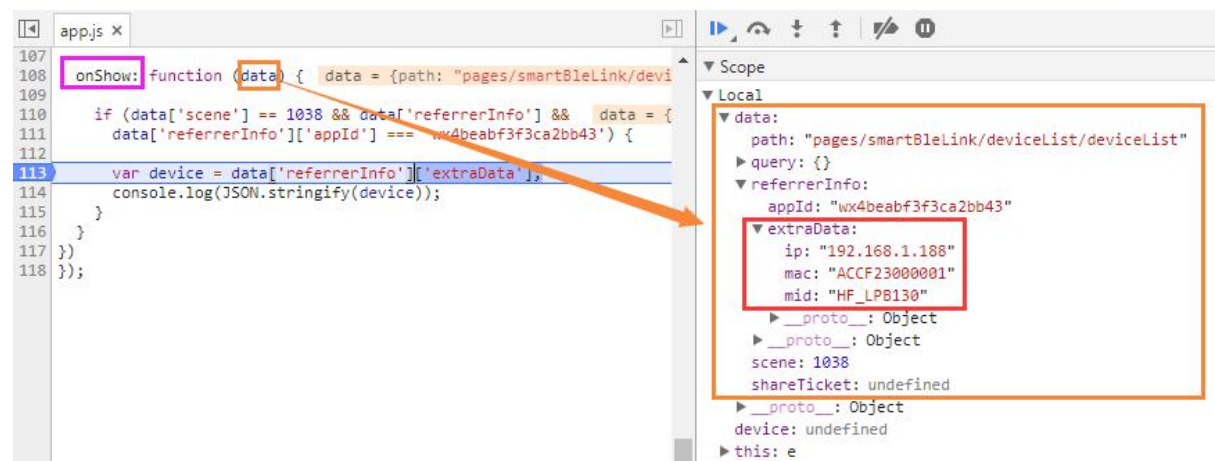 app.js ×
107
108 onShow: function (data) { data = {path: "pages/smartBleLink/devi
109
110 if (data['scene'] == 1038 && data['referrerInfo'] && data = {
111 data['referrerInfo']['appId'] === 'wx4beabf3f3ca2bb43') {
112
113 var device = data['referrerInfo']['extraData'];
114 console.log(JSON.stringify(device));
115 }
116 }
117 })
118 });
▼ Scope
▼ Local
▼ data:
path: "pages/smartBleLink/deviceList/deviceList"
▶ query: {}
▼ referrerInfo:
appId: "wx4beabf3f3ca2bb43"
▼ extraData:
ip: "192.168.1.188"
mac: "ACCF23000001"
mid: "HF_LPB130"
▶ __proto__: Object
▶ __proto__: Object
scene: 1038
shareTicket: undefined
▶ __proto__: Object
device: undefined
▶ this: e